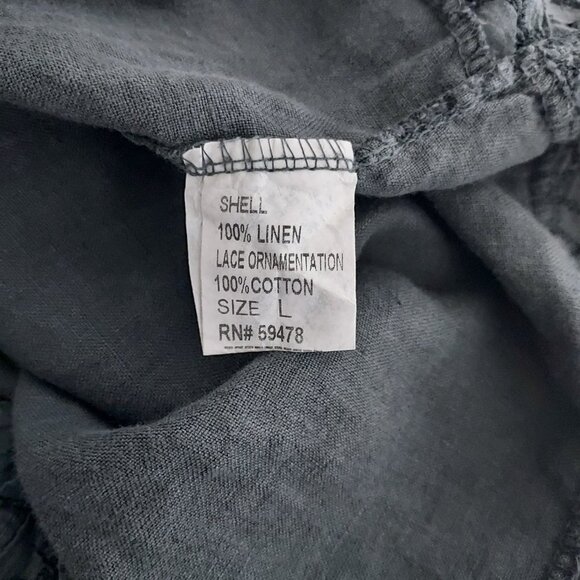 SHELL
100% LINEN
LACE ORNAMENTATION
100%COTTON
SIZE L
RN# 59478